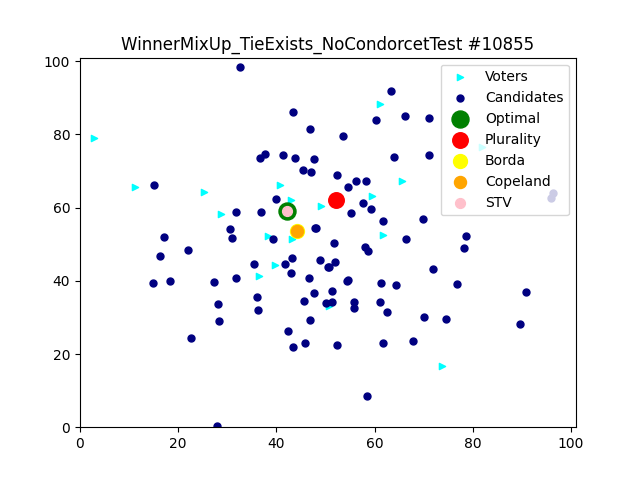 WinnerMixUp_TieExists_NoCondorcetTest #10855
Voters
Candidates
Optimal
Plurality
Borda
Copeland
STV
100
80
60
40
20
0
0 20 40 60 80 100